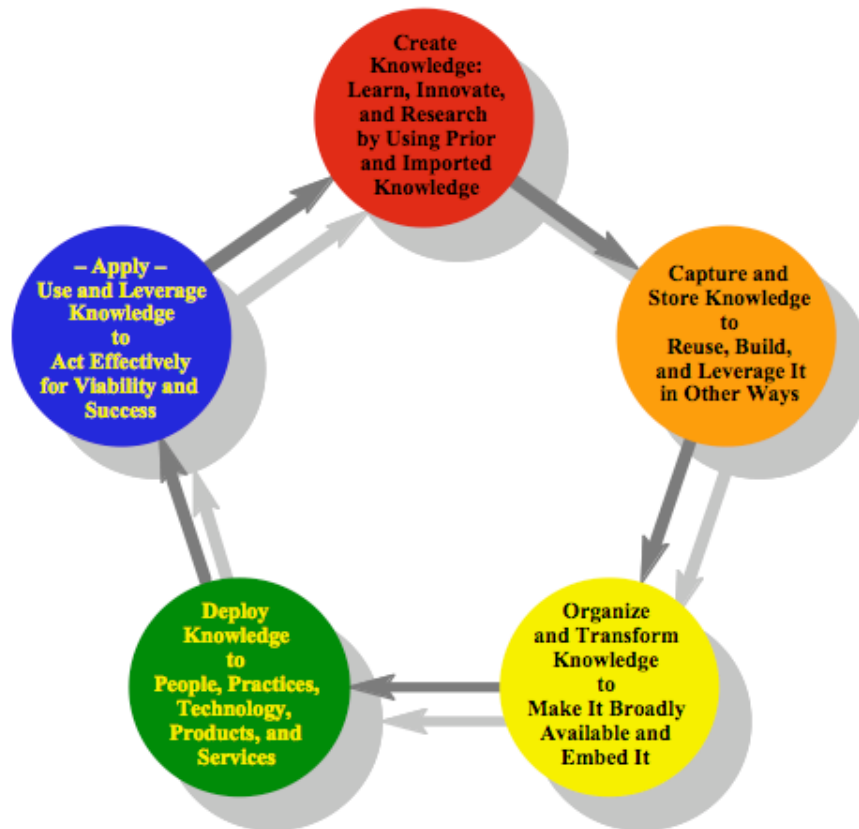 Create
Knowledge:
Learn, Innovate,
and Research
by Using Prior
and Imported
Knowledge
Capture and
Store Knowledge
to
Reuse, Build,
and Leverage It
in Other Ways
Organize
and Transform
Knowledge
to
Make It Broadly
Available and
Embed It
Deploy
Knowledge
to
People, Practices,
Technology,
Products, and
Services
– Apply –
Use and Leverage
Knowledge
to
Act Effectively
for Viability and
Success